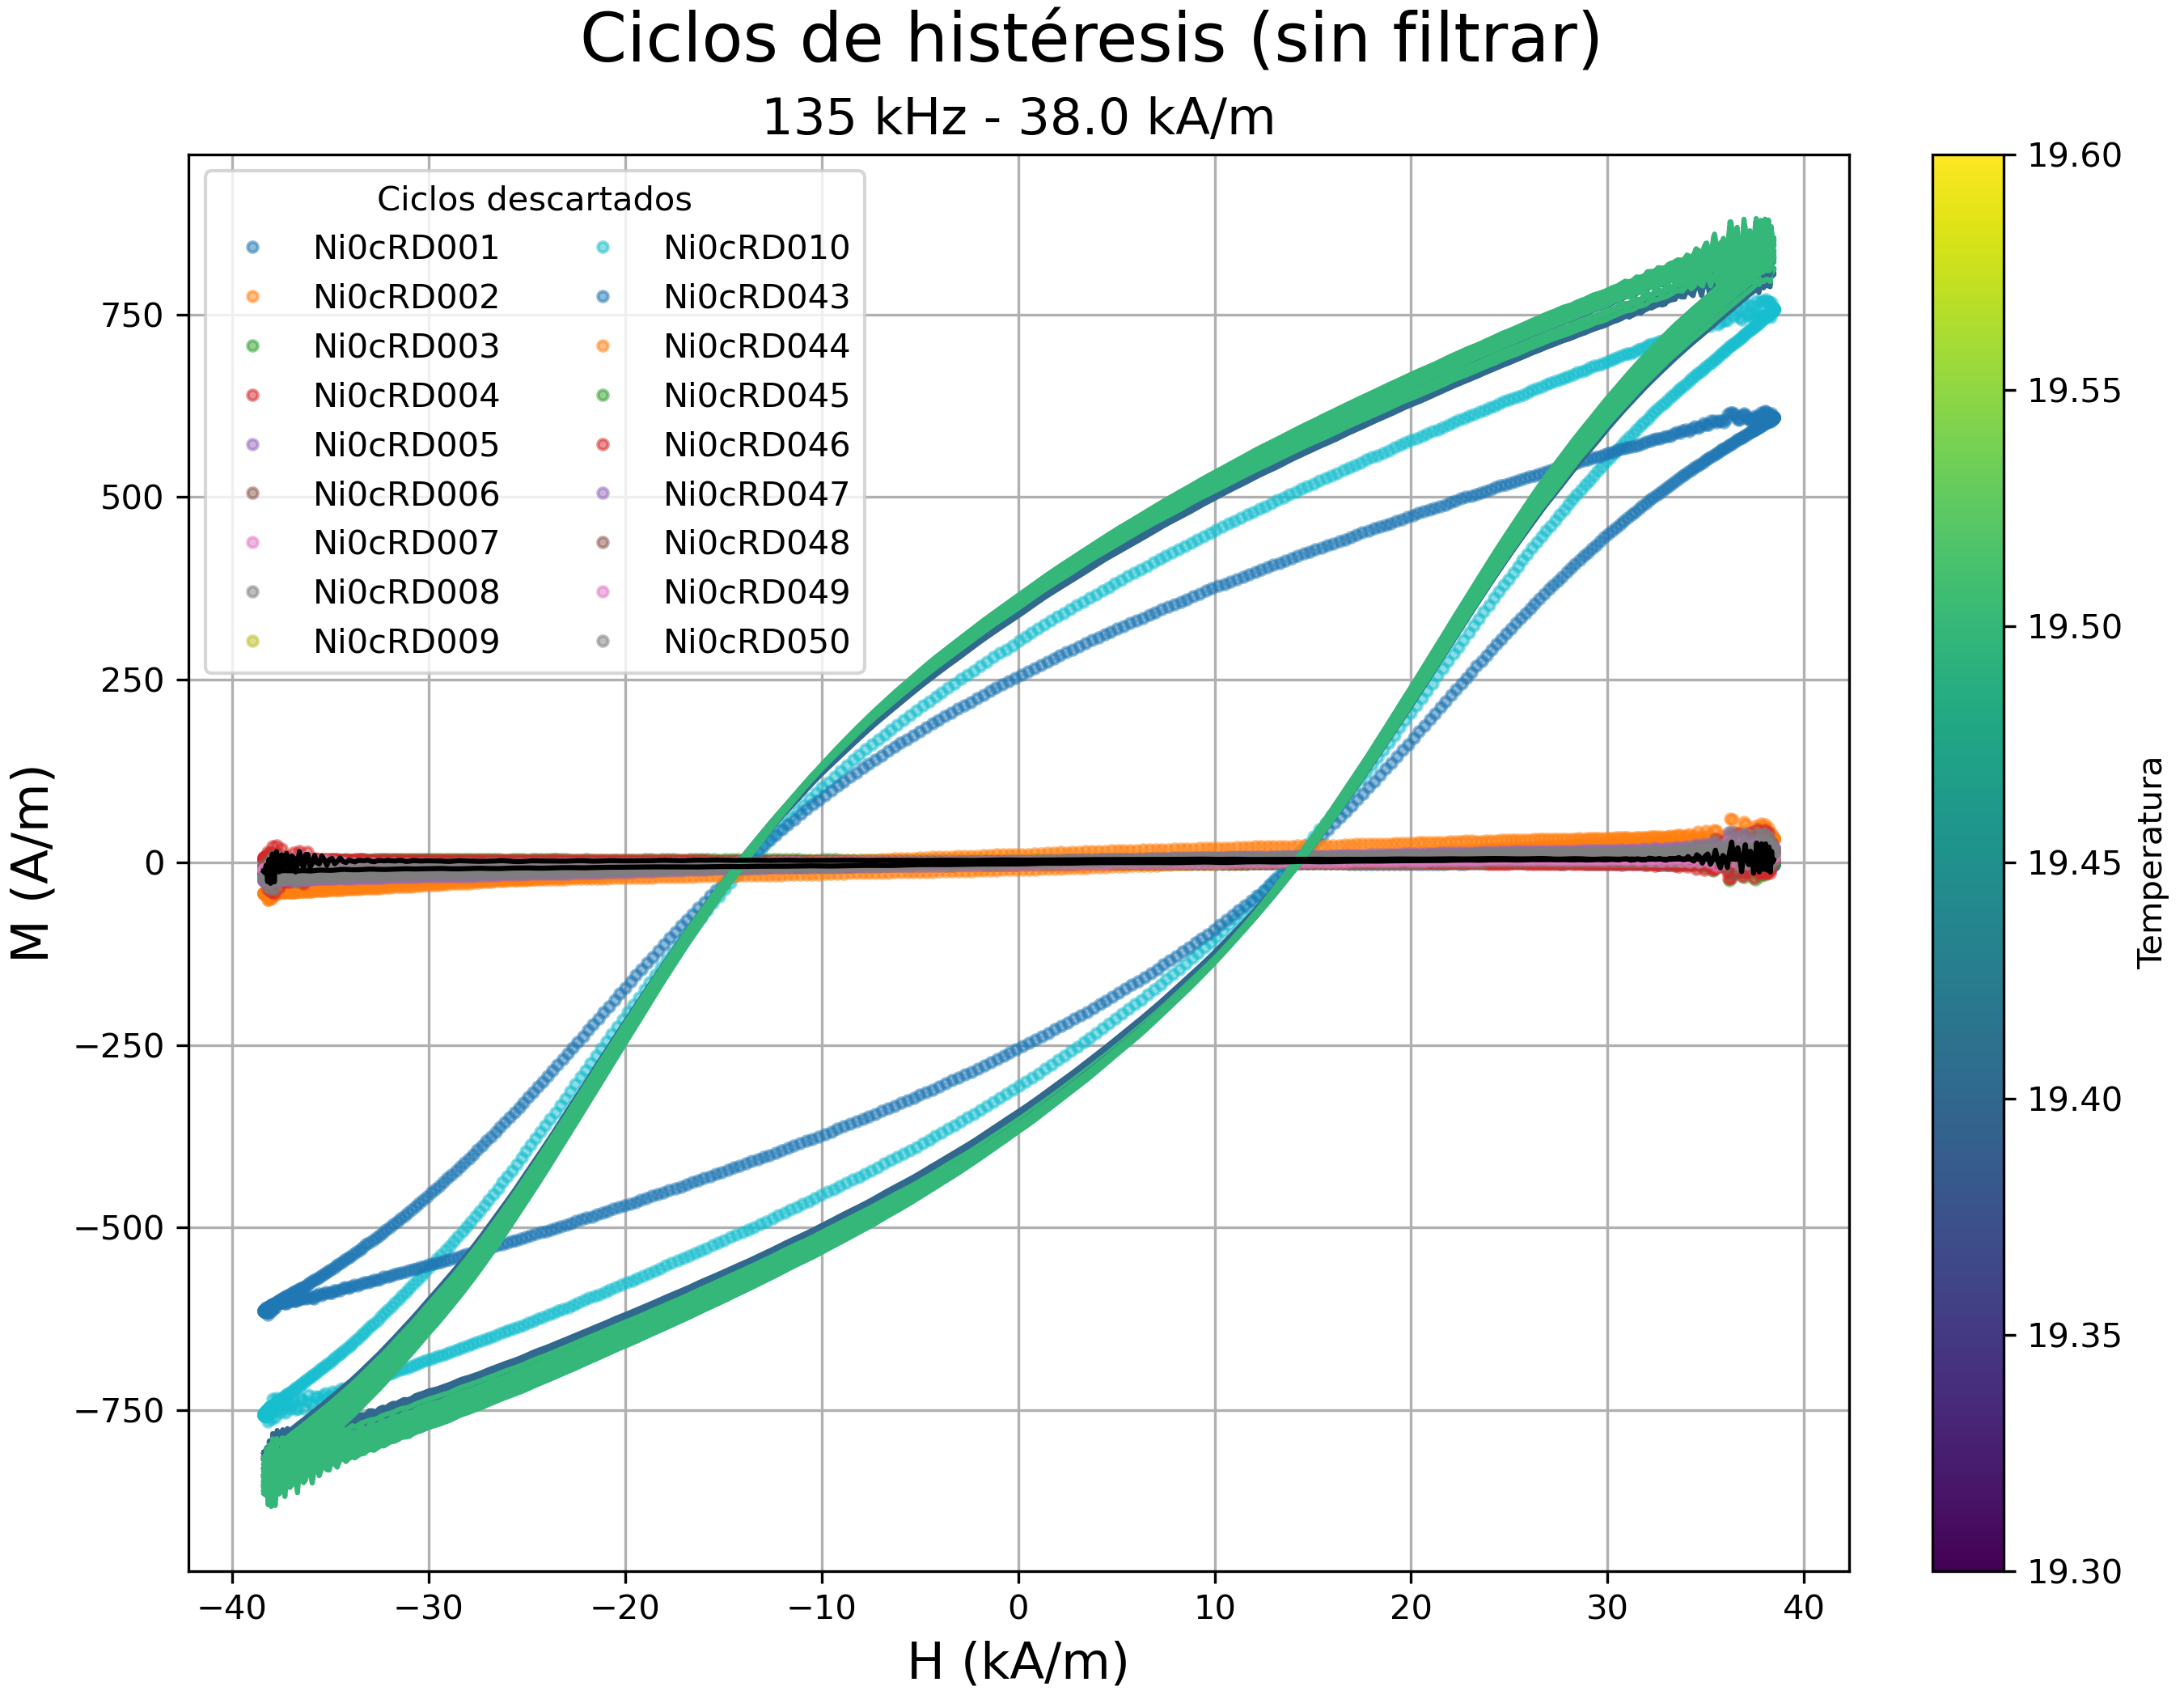 Ciclos de histéresis (sin filtrar)
135 kHz - 38.0 kA/m
Ciclos descartados
Ni0cRD001
Ni0cRD002
Ni0cRD003
Ni0cRD004
Ni0cRD005
Ni0cRD006
Ni0cRD007
Ni0cRD008
Ni0cRD009
Ni0cRD010
Ni0cRD043
Ni0cRD044
Ni0cRD045
Ni0cRD046
Ni0cRD047
Ni0cRD048
Ni0cRD049
Ni0cRD050
M (A/m)
750
500
250
0
−250
−500
−750
−40
−30
−20
−10
0
10
20
30
40
H (kA/m)
19.60
19.55
19.50
19.45
19.40
19.35
19.30
Temperatura